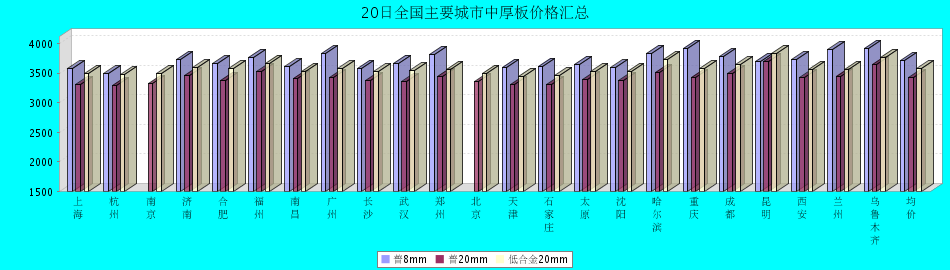 20日全国主要城市中厚板价格汇总
4000
3500
3000
2500
2000
1500
上海 杭州 南京 济南 合肥 福州 南昌 广州 长沙 武汉 郑州 北京 天津 石家庄 太原 沈阳 哈尔滨 重庆 成都 昆明 西安 兰州 乌鲁木齐 均价
普8mm 普20mm 低合金20mm